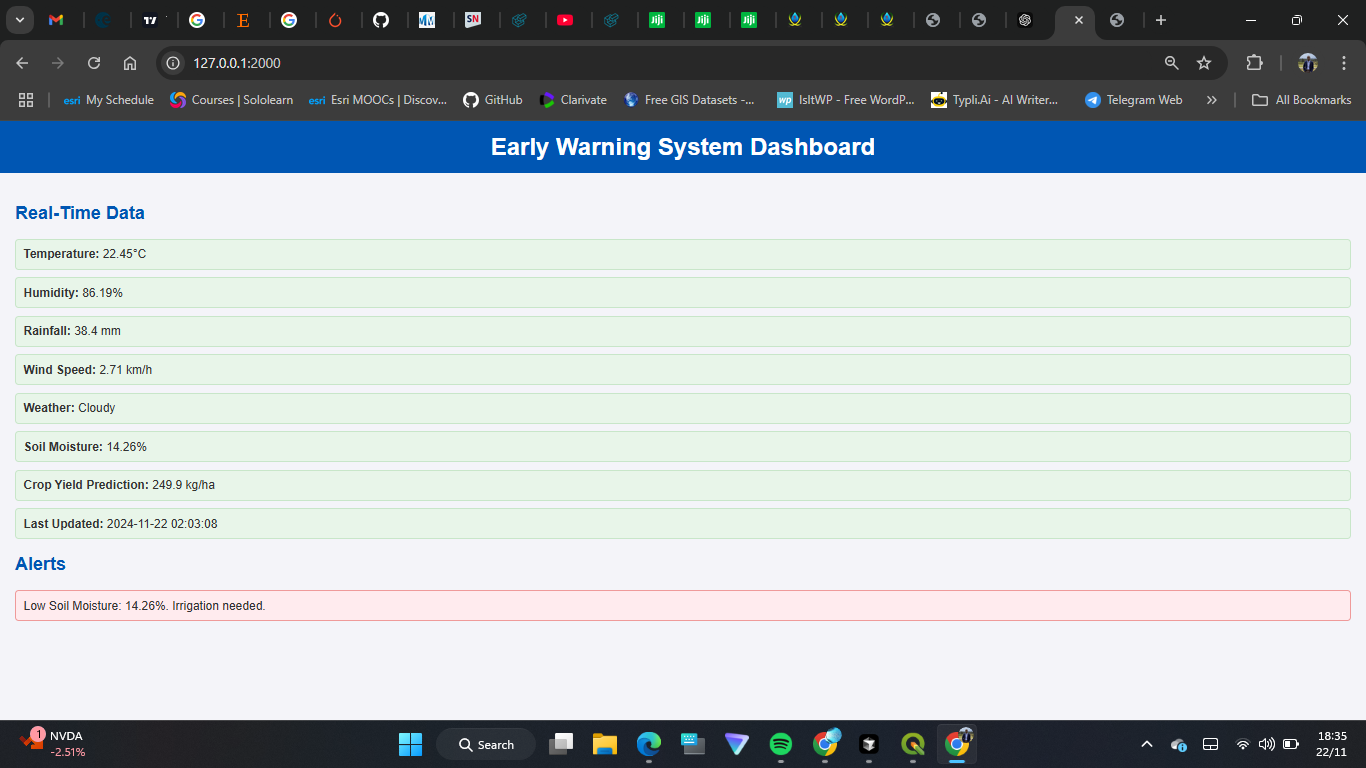 127.0.0.1:2000
esri My Schedule
Courses | Sololearn
esri Esri MOOCs | Discov...
GitHub
Clarivate
Free GIS Datasets -...
wp IsItWP - Free WordP...
Typli.Ai - AI Writer...
Telegram Web
All Bookmarks
Early Warning System Dashboard
Real-Time Data
Temperature: 22.45°C
Humidity: 86.19%
Rainfall: 38.4 mm
Wind Speed: 2.71 km/h
Weather: Cloudy
Soil Moisture: 14.26%
Crop Yield Prediction: 249.9 kg/ha
Last Updated: 2024-11-22 02:03:08
Alerts
Low Soil Moisture: 14.26%. Irrigation needed.
1
NVDA
-2.51%
Search
18:35
22/11